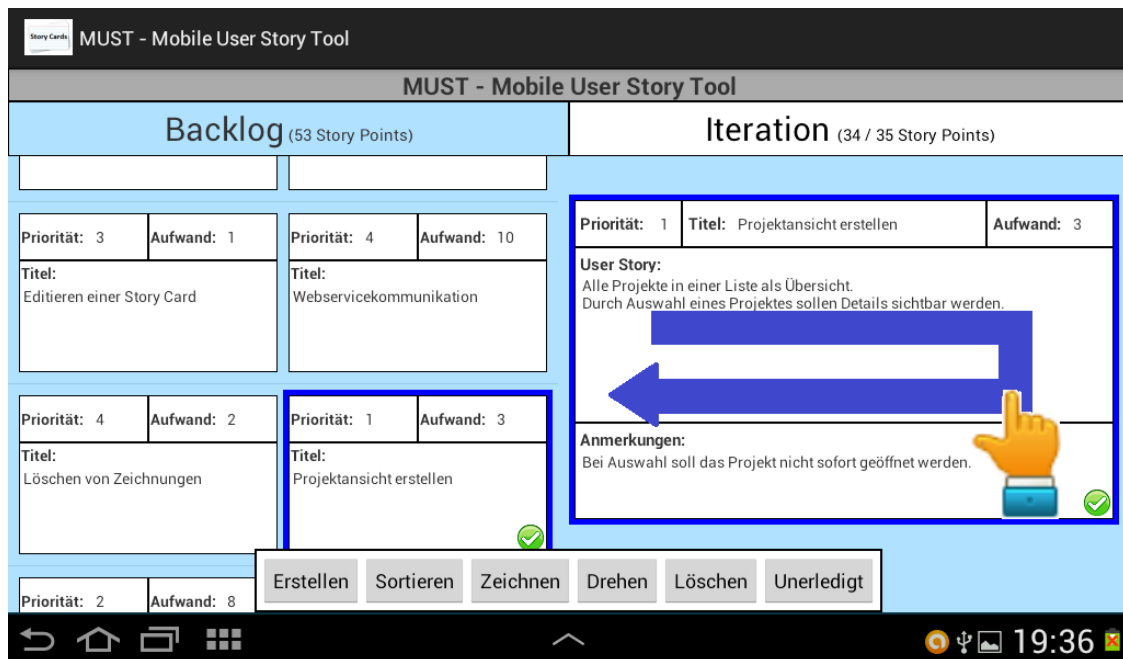 Story Cards
MUST - Mobile User Story Tool
MUST - Mobile User Story Tool
Backlog (53 Story Points)
Iteration (34 / 35 Story Points)
Priorität: 3 Aufwand: 1
Titel:
Editieren einer Story Card
Priorität: 4 Aufwand: 10
Titel:
Webservicekommunikation
Priorität: 4 Aufwand: 2
Titel:
Löschen von Zeichnungen
Priorität: 1 Aufwand: 3
Titel:
Projektansicht erstellen
Priorität: 2 Aufwand: 8
Priorität: 1 Titel: Projektansicht erstellen Aufwand: 3
User Story:
Alle Projekte in einer Liste als Übersicht.
Durch Auswahl eines Projektes sollen Details sichtbar werden.
Anmerkungen:
Bei Auswahl soll das Projekt nicht sofort geöffnet werden.
Erstellen Sortieren Zeichnen Drehen Löschen Unerledigt
19:36